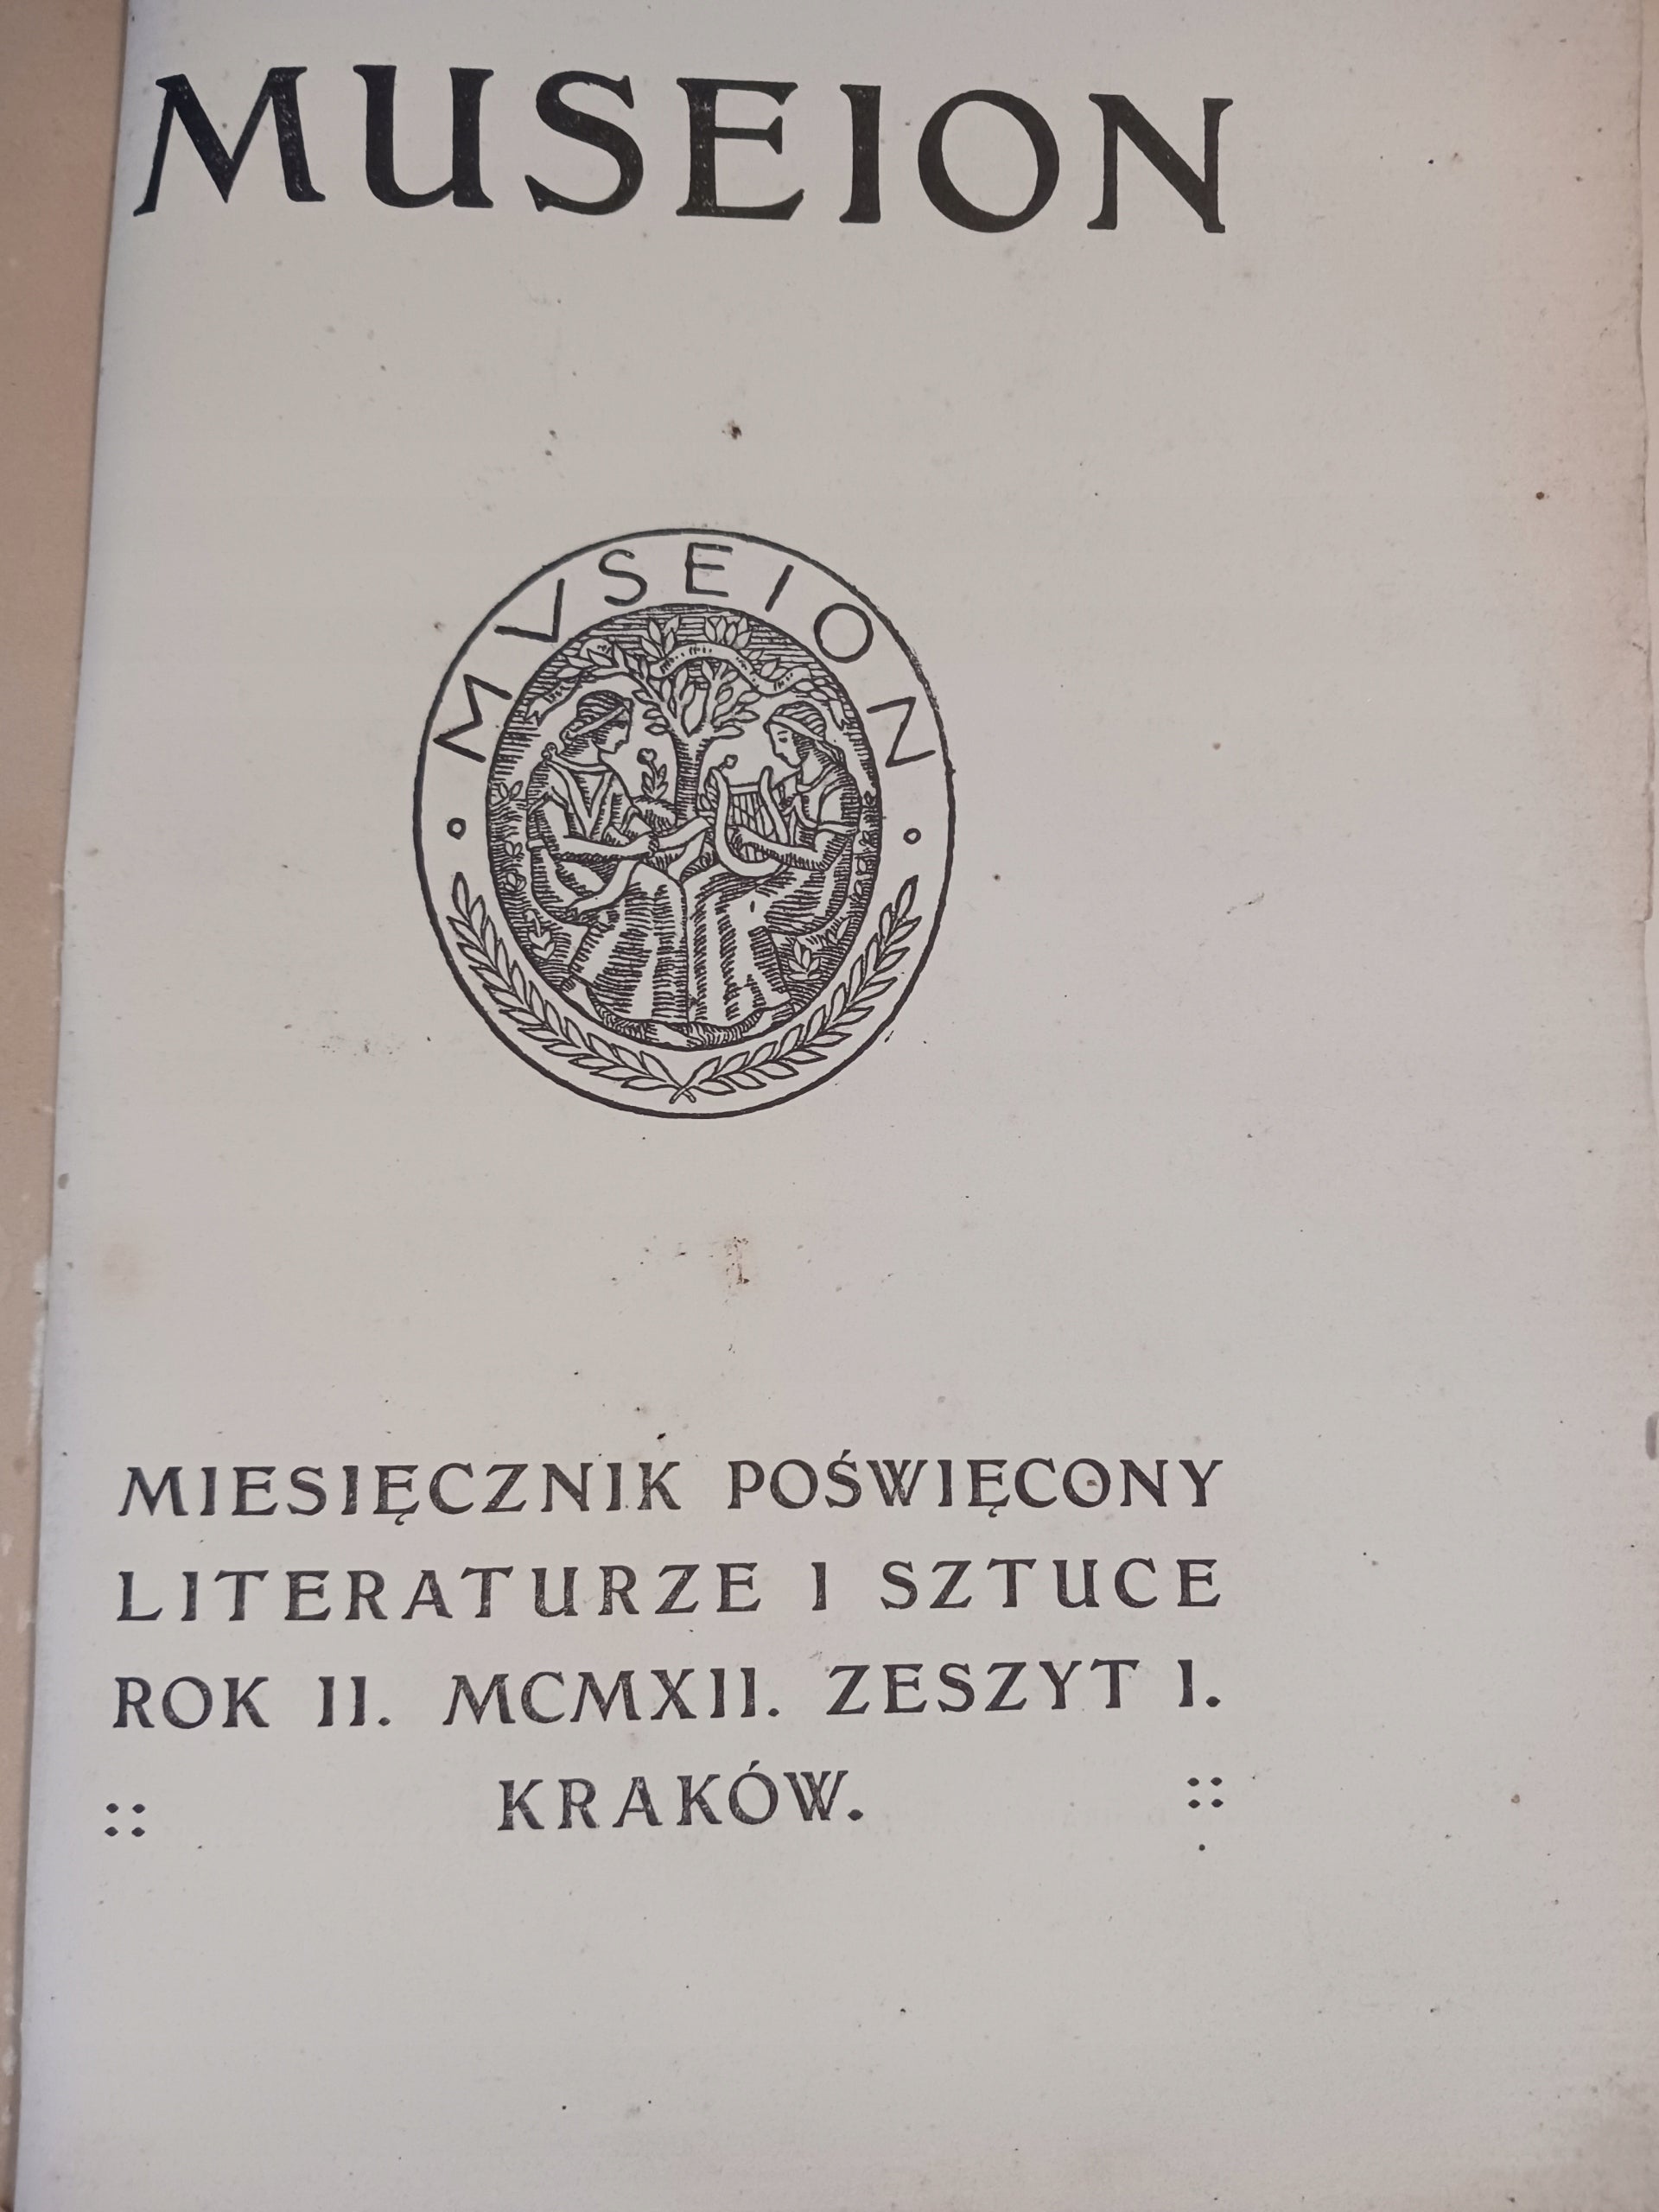 MUSEION
MVSEION
MIESIĘCZNIK POŚWIĘCONY
LITERATURZE I SZTUCE
ROK II. MCMXII. ZESZYT I.
:: KRAKÓW. ::